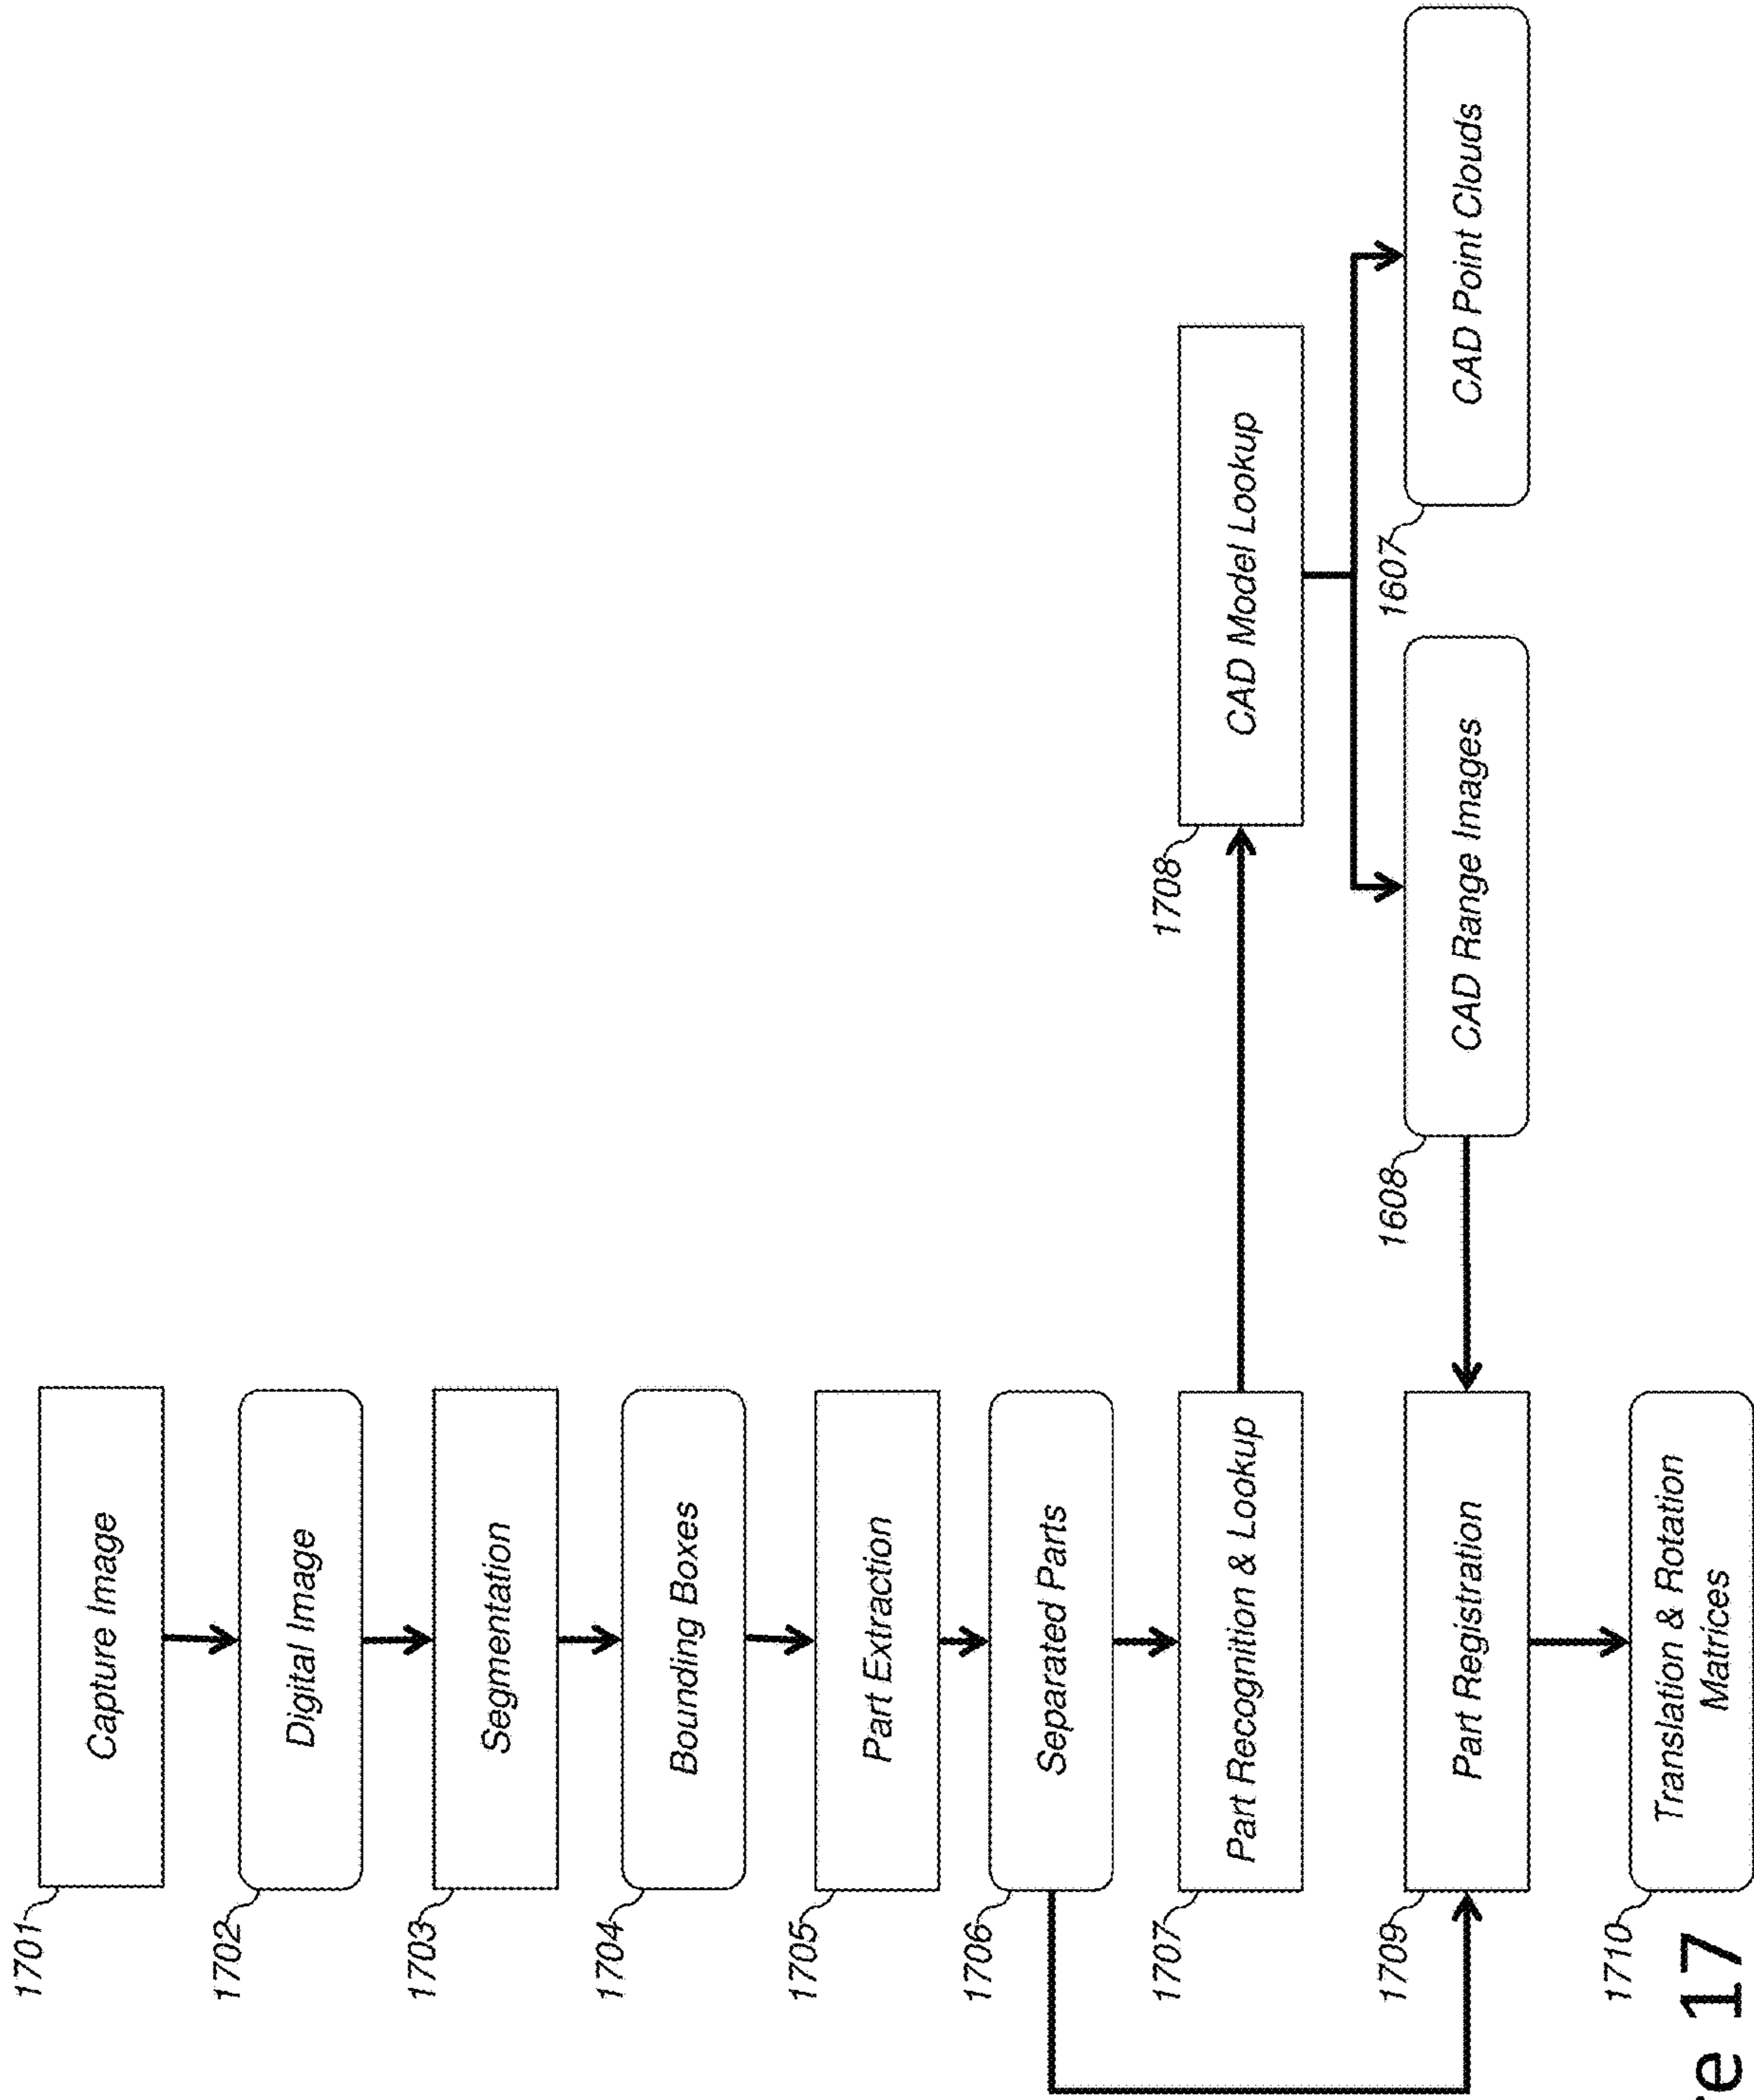 1701
Capture Image
1702
Digital Image
1703
Segmentation
1704
Bounding Boxes
1705
Part Extraction
1706
Separated Parts
1707
Part Recognition & Lookup
1708
CAD Model Lookup
1709
Part Registration
1608
CAD Range Images
1607
CAD Point Clouds
1710
Translation & Rotation
Matrices
17